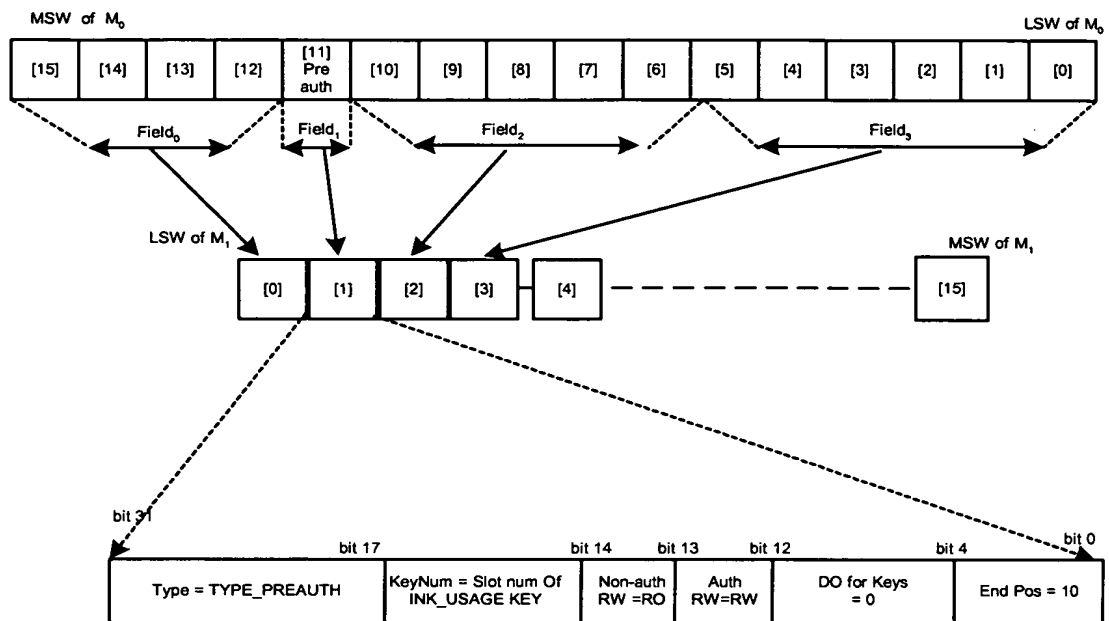 MSW of M0
LSW of M0
[15] [14] [13] [12] [11] Pre auth [10] [9] [8] [7] [6] [5] [4] [3] [2] [1] [0]
Field0 Field1 Field2 Field3
LSW of M1
MSW of M1
[0] [1] [2] [3] [4] [15]
bit 31
bit 17
bit 14
bit 13
bit 12
bit 4
bit 0
Type = TYPE_PREAUTH
KeyNum = Slot num Of
INK_USAGE KEY
Non-auth
RW =RO
Auth
RW=RW
DO for Keys
= 0
End Pos = 10